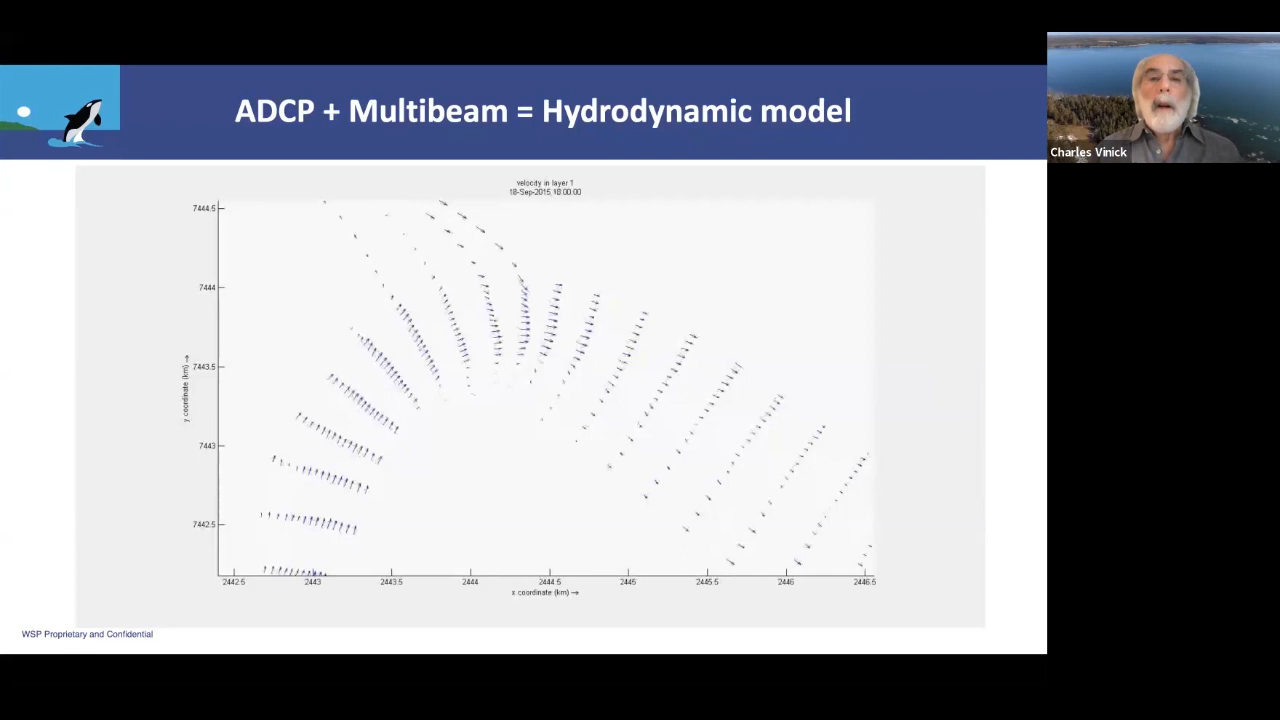 ADCP + Multibeam = Hydrodynamic model
Charles Vinick
velocity in layer 1
18-Sep-2015 18:00:00
7444.5
7444
7443.5
7443
7442.5
y coordinate (km) →
2442.5 2443 2443.5 2444 2444.5 2445 2445.5 2446 2446.5
x coordinate (km) →
WSP Proprietary and Confidential